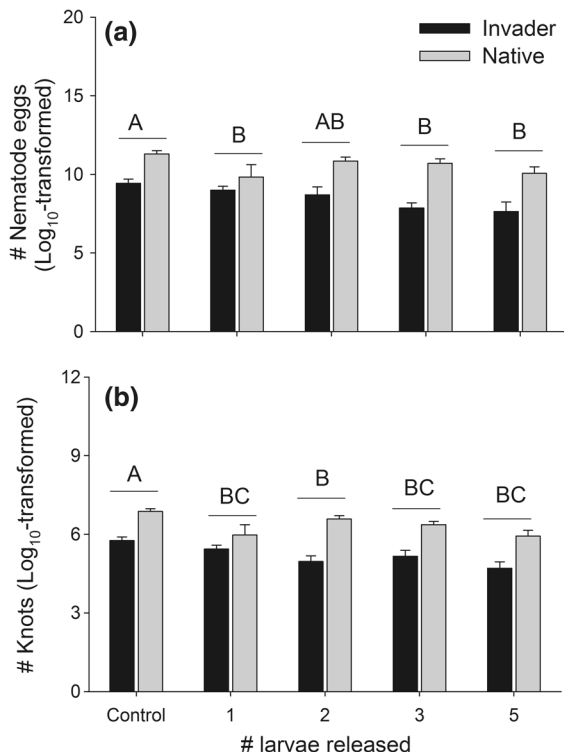 (a)
Invader
Native
# Nematode eggs
(Log10-transformed)
20
15
10
5
0
A
B
AB
B
B
(b)
# Knots (Log10-transformed)
12
9
6
3
0
A
BC
B
BC
BC
Control
1
2
3
5
# larvae released